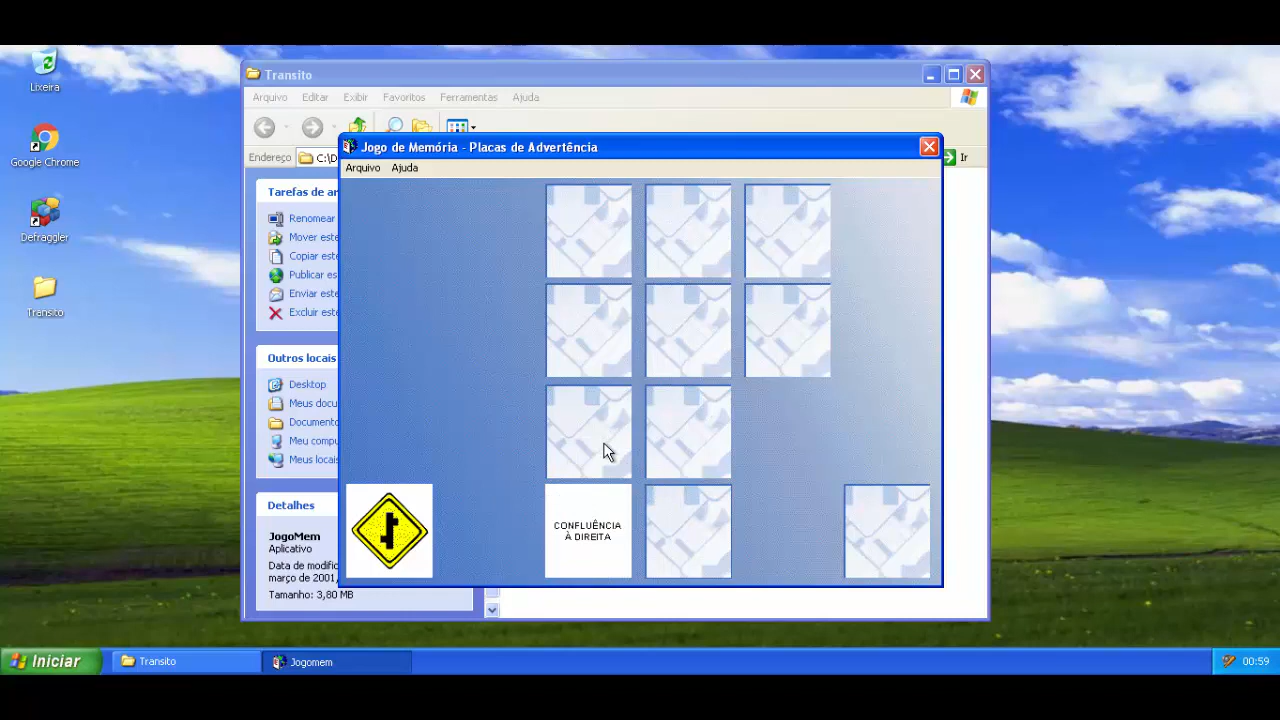 Lixeira
Google Chrome
Defraggler
Transito
Transito
Arquivo Editar Exibir Favoritos Ferramentas Ajuda
Endereço C:\D
Ir
Jogo de Memória - Placas de Advertência
Arquivo Ajuda
Tarefas de ar
Renomear
Mover este
Copiar este
Publicar es
Enviar este
Excluir este
Outros locais
Desktop
Meus docu
Documento
Meu compu
Meus locais
Detalhes
JogoMem
Aplicativo
Data de modific
março de 2001,
Tamanho: 3,80 MB
CONFLUÊNCIA
À DIREITA
Iniciar
Transito
Jogomem
00:59